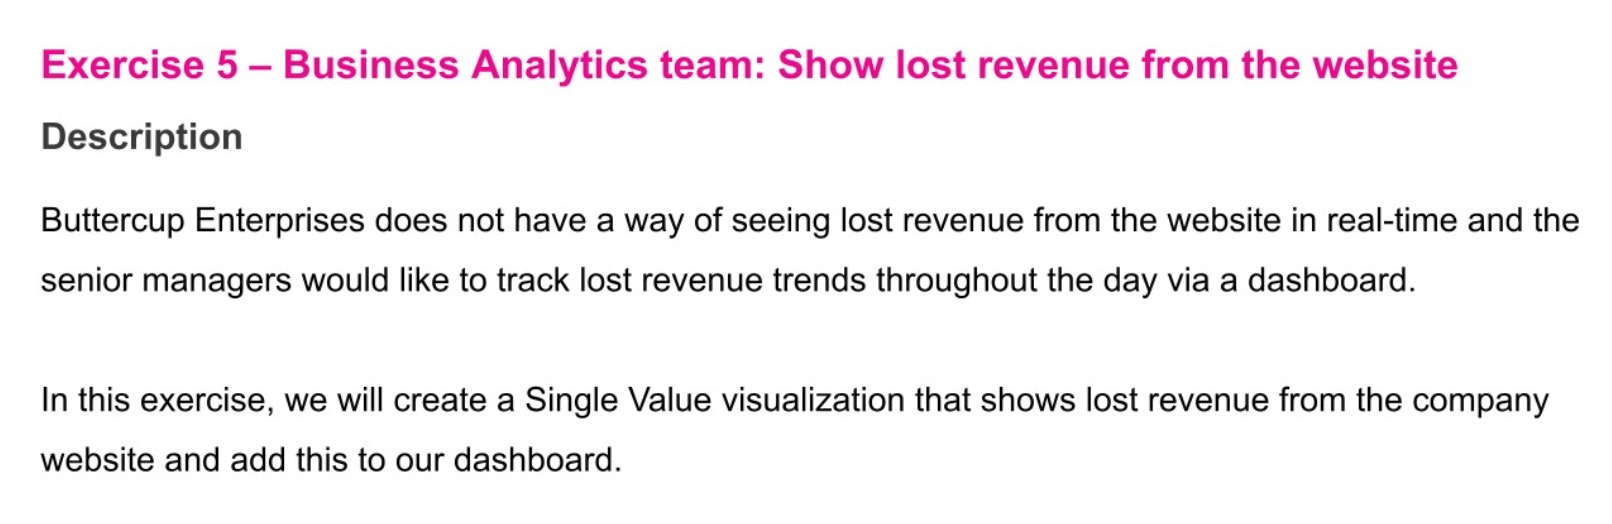 Exercise 5 – Business Analytics team: Show lost revenue from the website
Description
Buttercup Enterprises does not have a way of seeing lost revenue from the website in real-time and the
senior managers would like to track lost revenue trends throughout the day via a dashboard.
In this exercise, we will create a Single Value visualization that shows lost revenue from the company
website and add this to our dashboard.